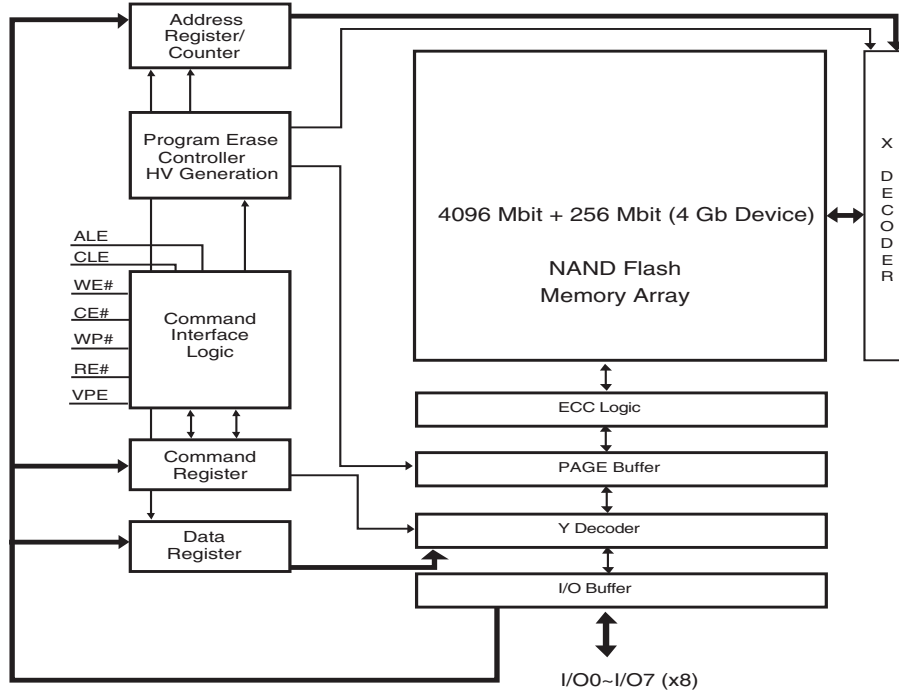 Address
Register/
Counter
Program Erase
Controller
HV Generation
ALE
CLE
WE#
CE#
WP#
RE#
VPE
Command
Interface
Logic
Command
Register
Data
Register
4096 Mbit + 256 Mbit (4 Gb Device)
NAND Flash
Memory Array
X
D
E
C
O
D
E
R
ECC Logic
PAGE Buffer
Y Decoder
I/O Buffer
I/O0~I/O7 (x8)